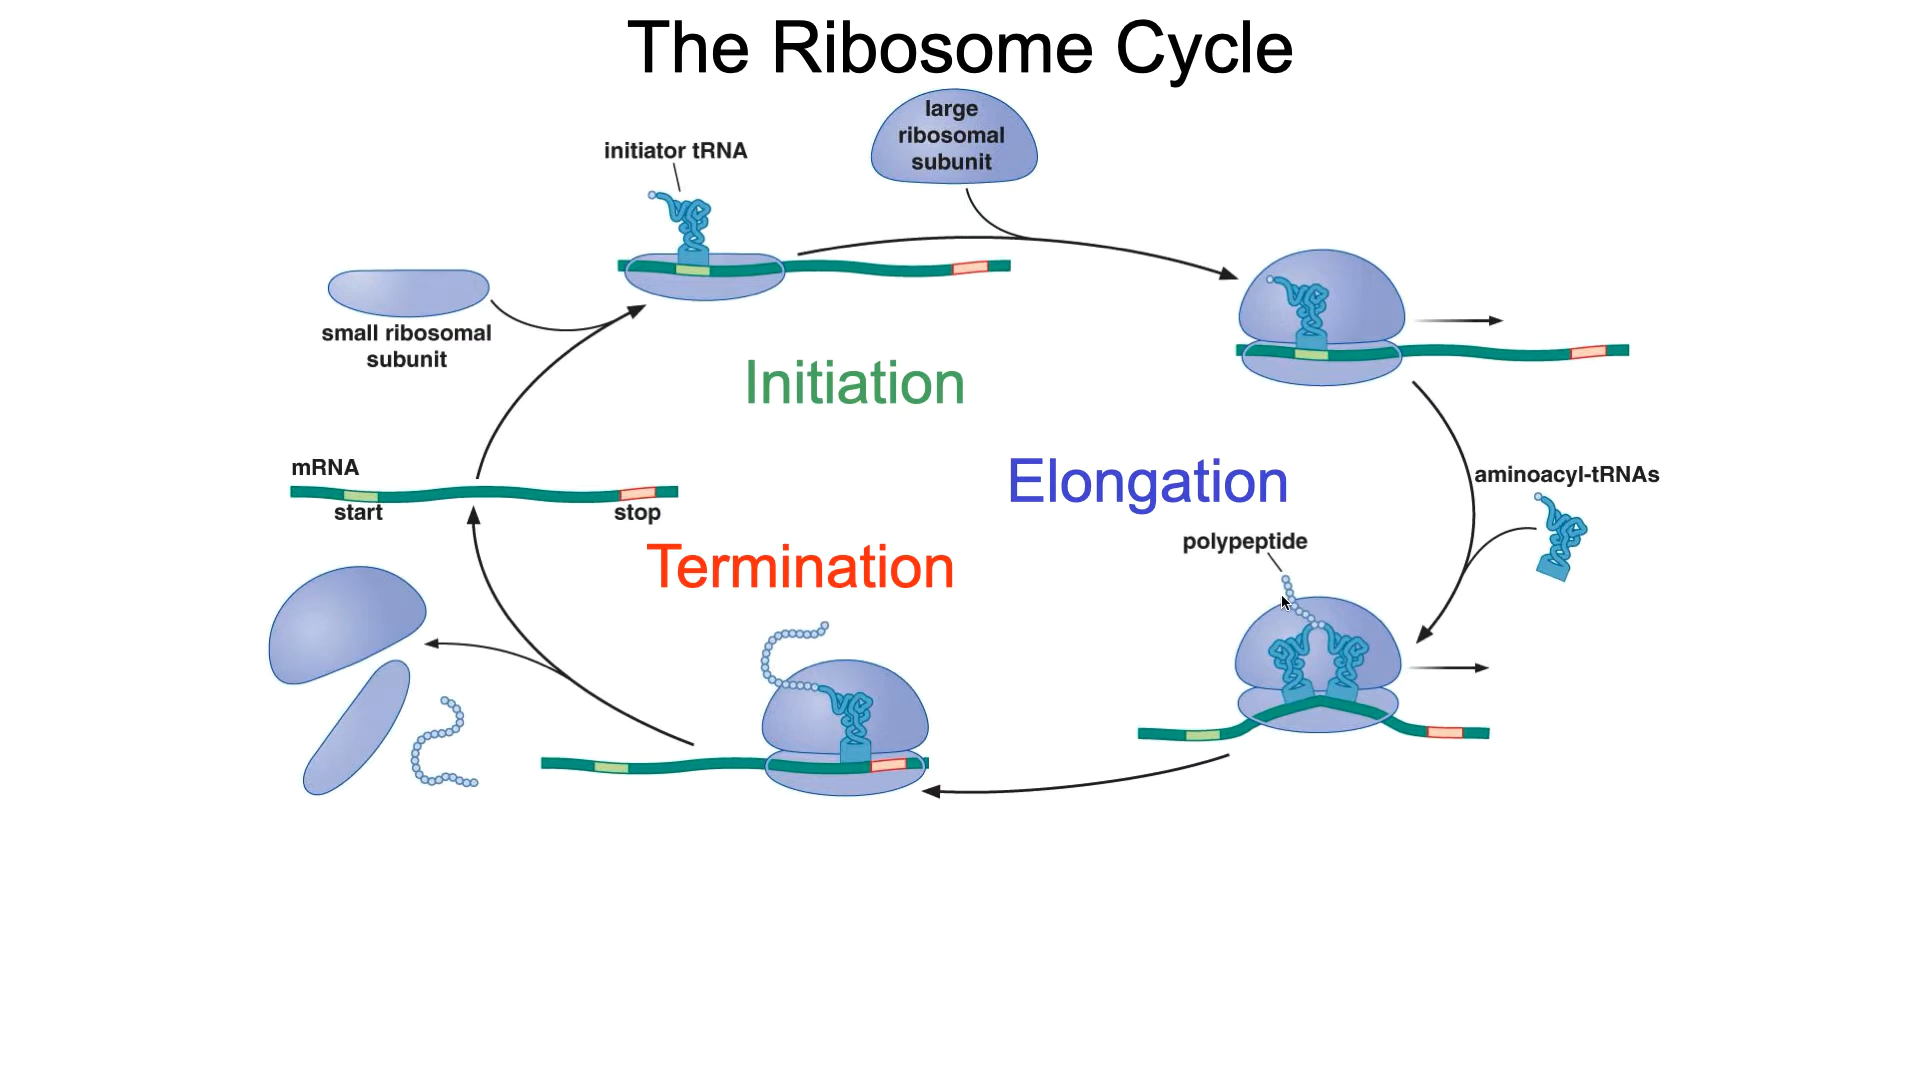 The Ribosome Cycle
large
ribosomal
subunit
initiator tRNA
small ribosomal
subunit
Initiation
mRNA
start
stop
Elongation
aminoacyl-tRNAs
polypeptide
Termination